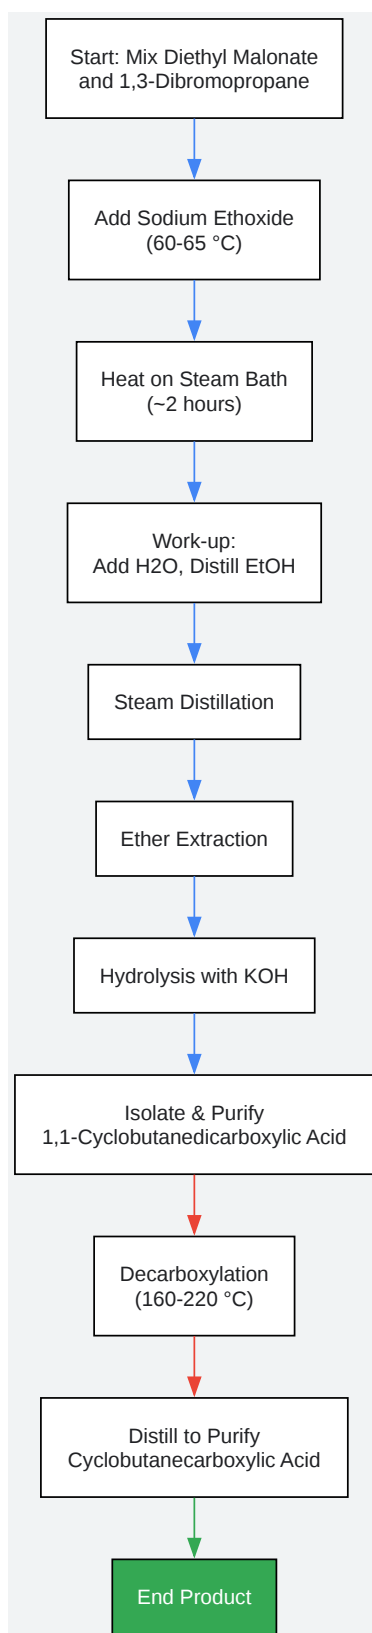 Start: Mix Diethyl Malonate
and 1,3-Dibromopropane
Add Sodium Ethoxide
(60-65 °C)
Heat on Steam Bath
(~2 hours)
Work-up:
Add H2O, Distill EtOH
Steam Distillation
Ether Extraction
Hydrolysis with KOH
Isolate & Purify
1,1-Cyclobutanedicarboxylic Acid
Decarboxylation
(160-220 °C)
Distill to Purify
Cyclobutanecarboxylic Acid
End Product